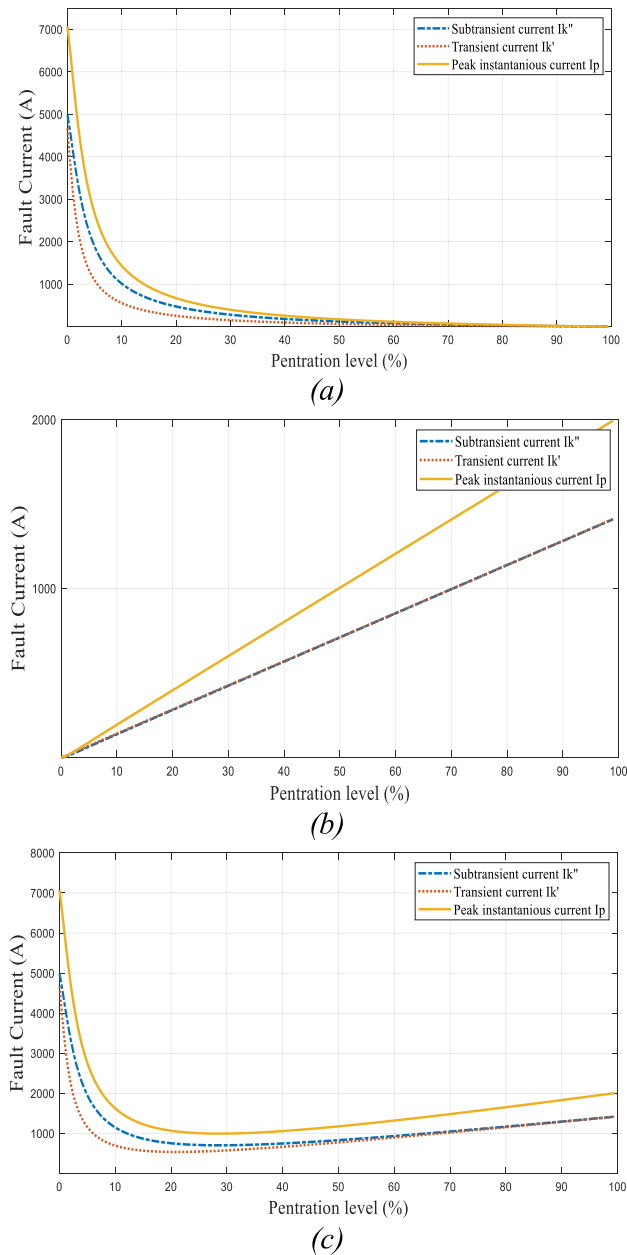 7000
6000
5000
4000
3000
2000
1000
Fault Current (A)
Subtransient current Ik"
Transient current Ik'
Peak instantanious current Ip
0 10 20 30 40 50 60 70 80 90 100
Pentration level (%)
(a)
2000
1000
Fault Current (A)
Subtransient current Ik"
Transient current Ik'
Peak instantanious current Ip
0 10 20 30 40 50 60 70 80 90 100
Pentration level (%)
(b)
8000
7000
6000
5000
4000
3000
2000
1000
Fault Current (A)
Subtransient current Ik"
Transient current Ik'
Peak instantanious current Ip
0 10 20 30 40 50 60 70 80 90 100
Pentration level (%)
(c)